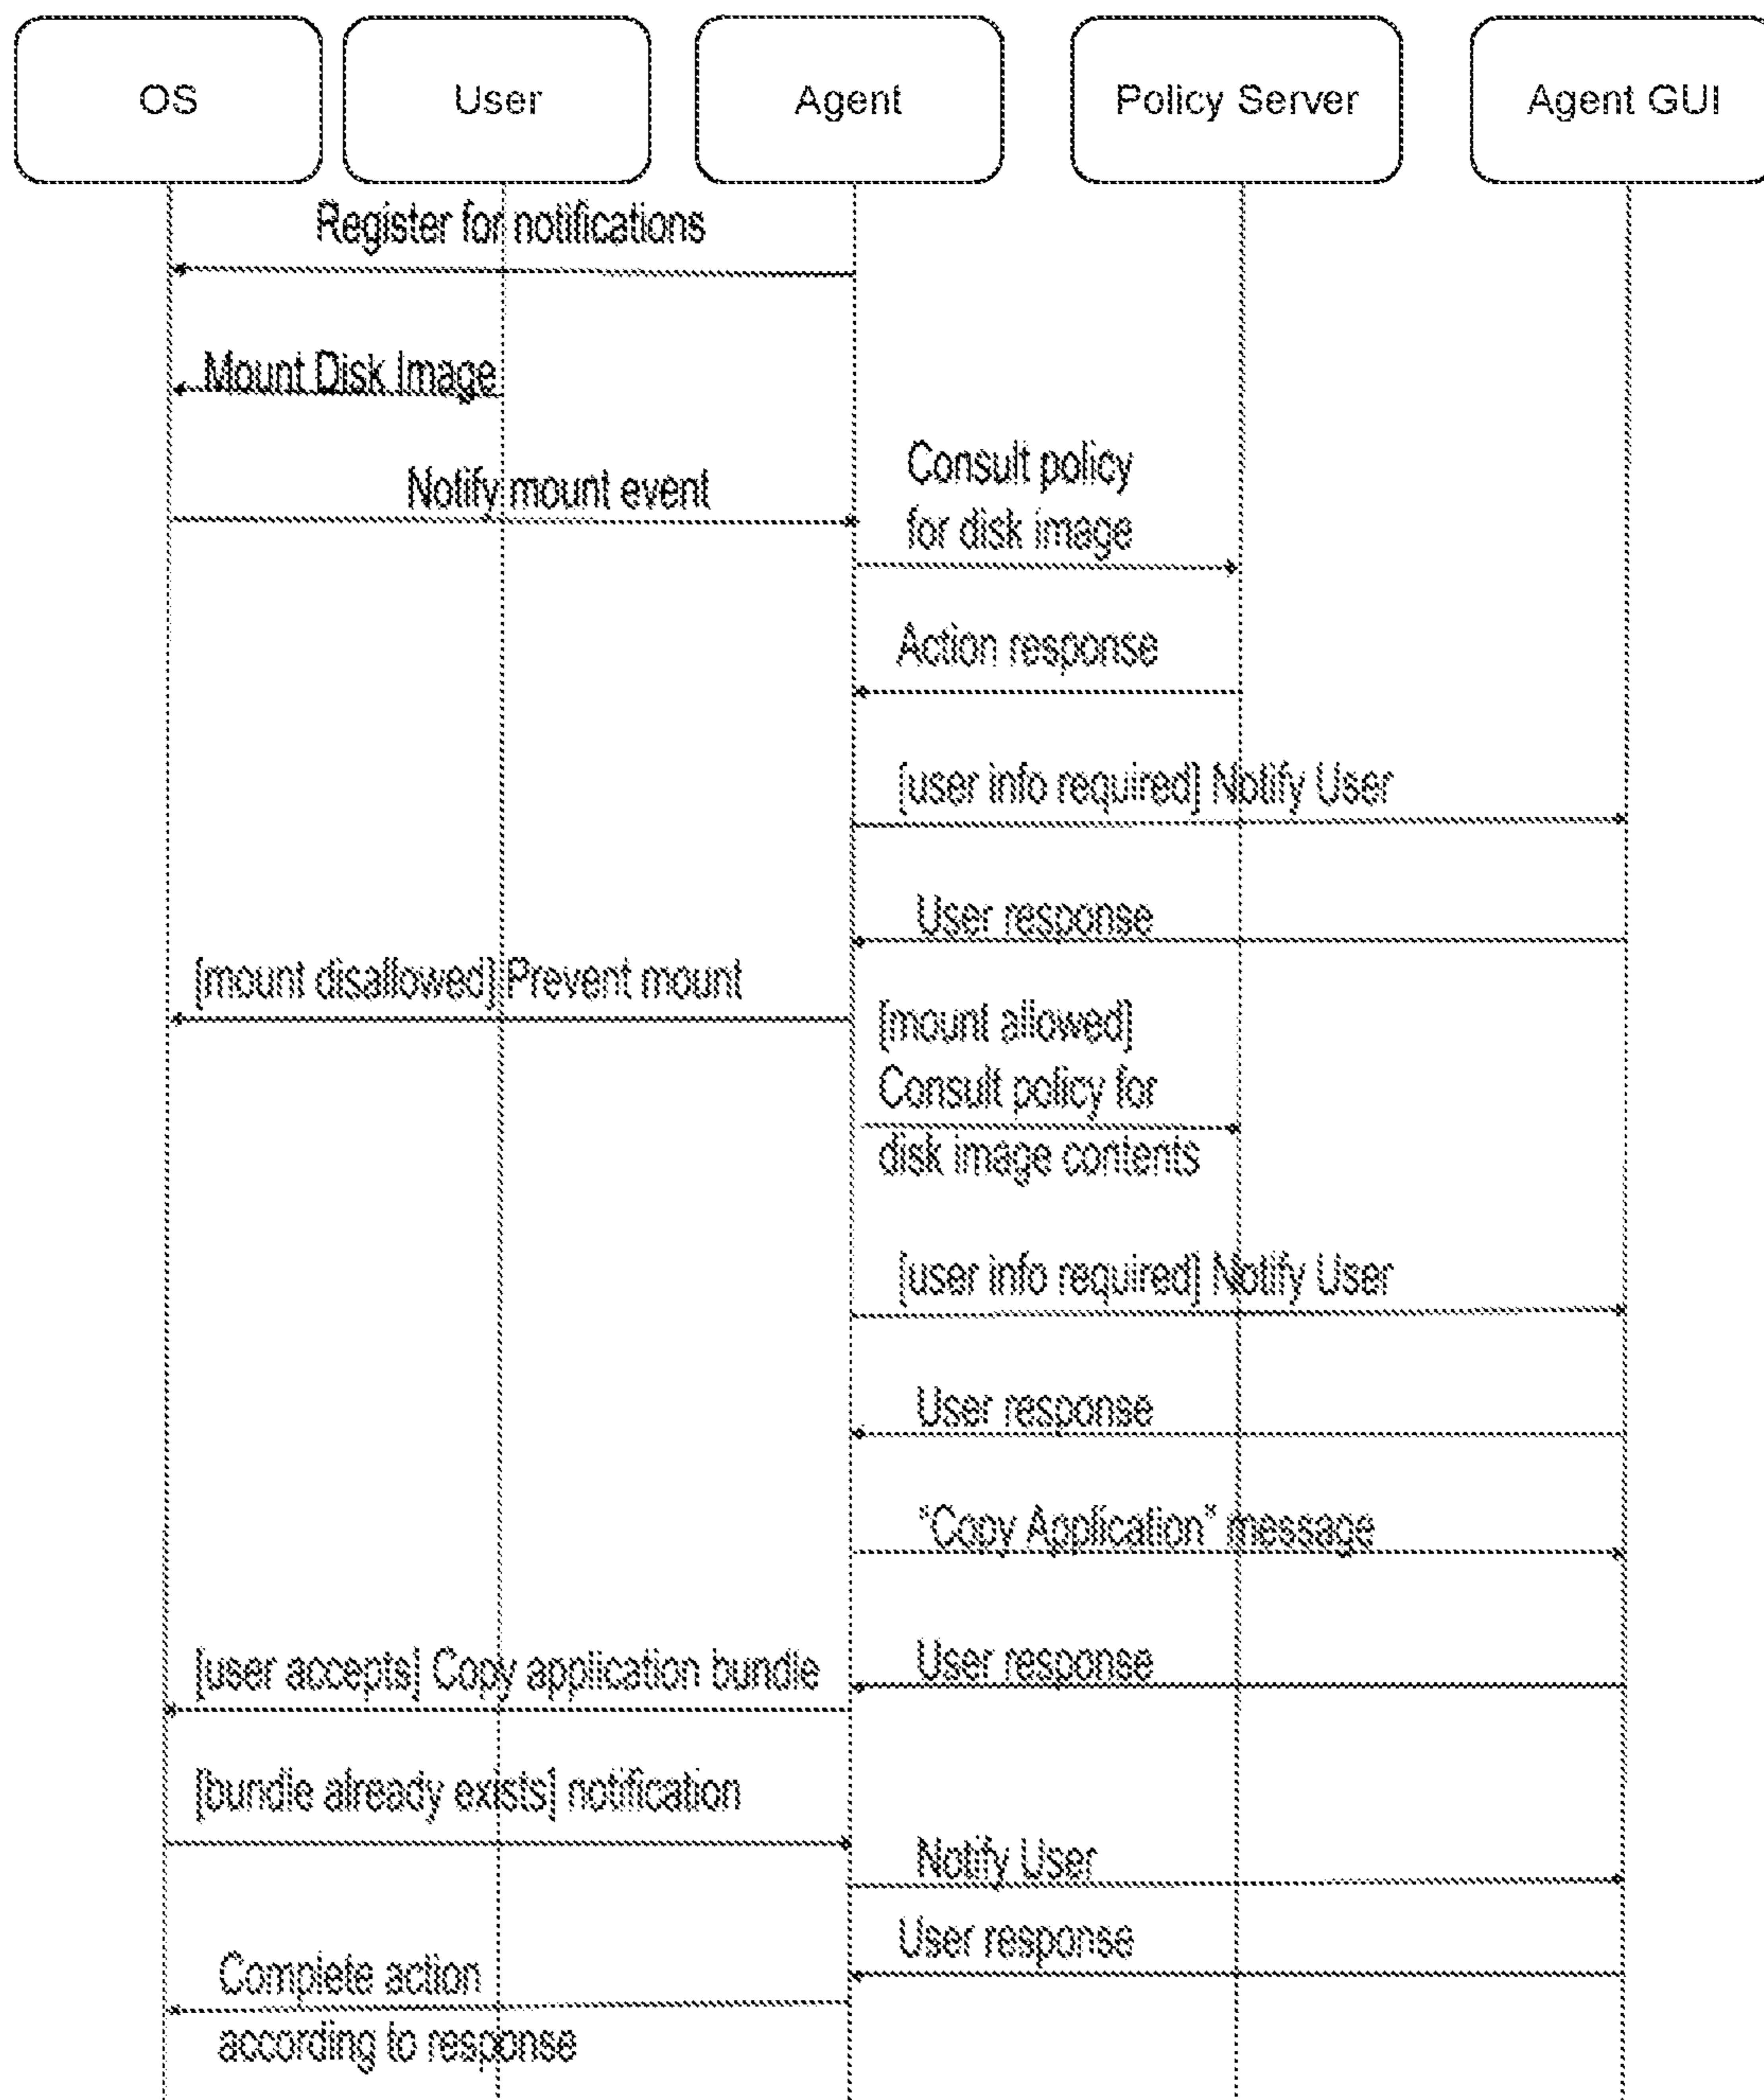 OS
User
Agent
Policy Server
Agent GUI
Register for notifications
Mount Disk Image
Notify mount event
Consult policy
for disk image
Action response
[user info required] Notify User
User response
[mount disallowed] Prevent mount
[mount allowed]
Consult policy for
disk image contents
[user info required] Notify User
User response
"Copy Application" message
User response
[user accepts] Copy application bundle
[bundle already exists] notification
Notify User
User response
Complete action
according to response